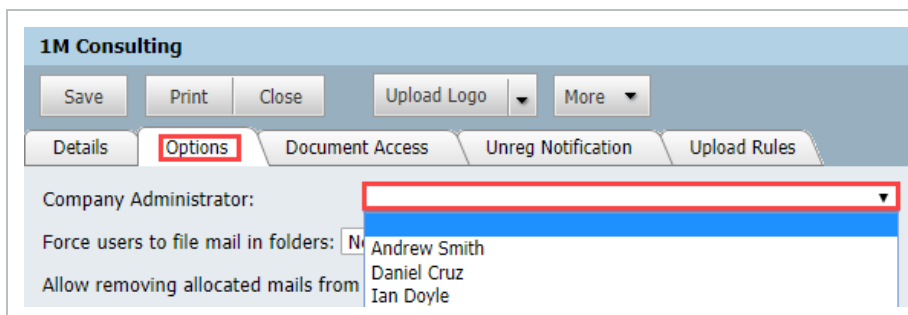 1M Consulting
Save Print Close Upload Logo More
Details Options Document Access Unreg Notification Upload Rules
Company Administrator:
Force users to file mail in folders:
Andrew Smith
Daniel Cruz
Allow removing allocated mails from
Ian Doyle